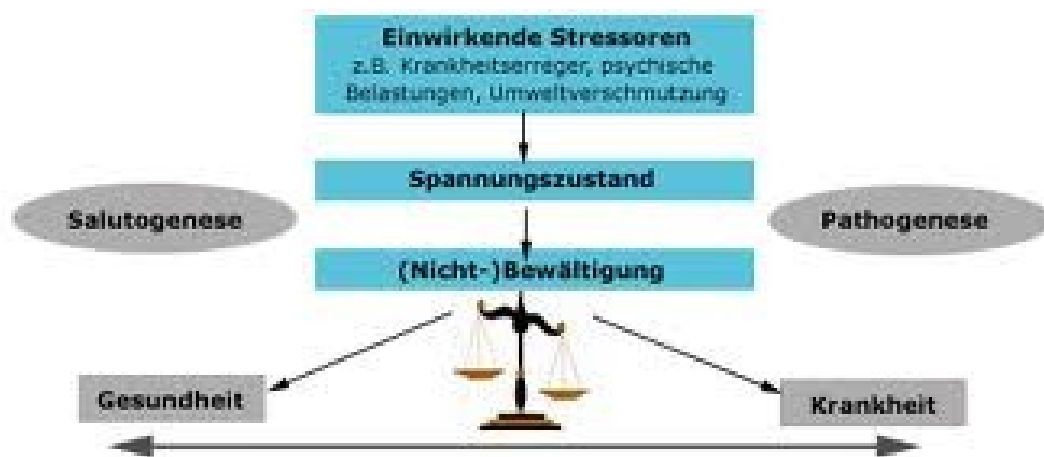 Einwirkende Stressoren
z.B. Krankheitserreger, psychische
Belastungen, Umweltverschmutzung
Spannungszustand
Salutogenese
Pathogenese
(Nicht-)Bewältigung
Gesundheit
Krankheit